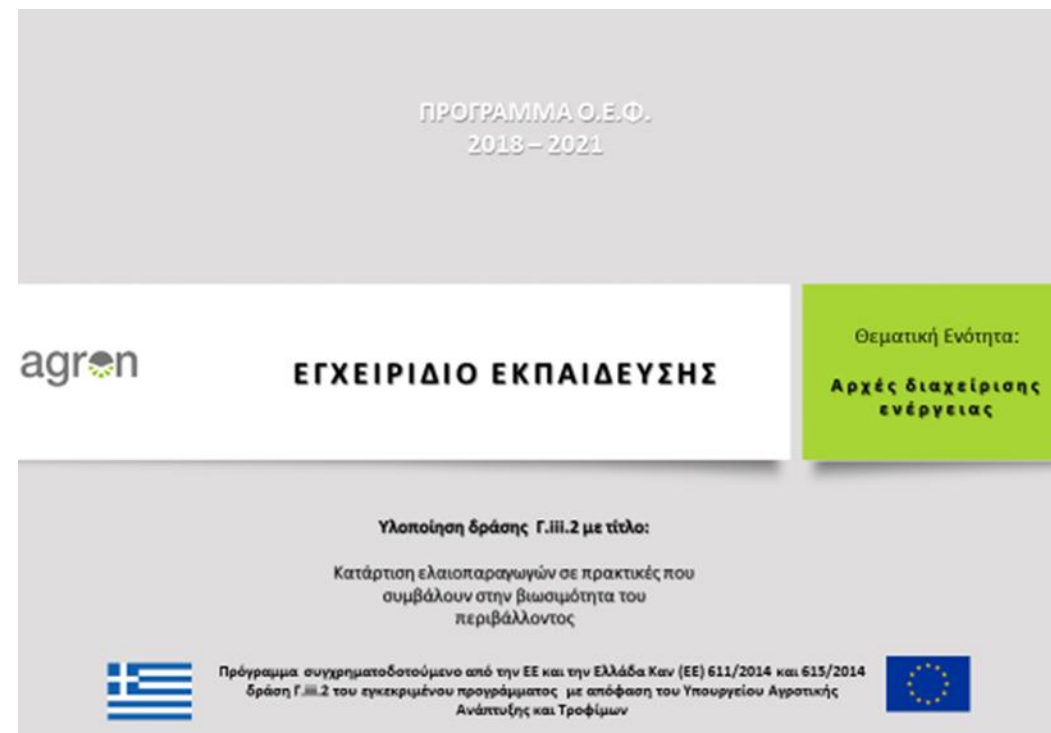 ΠΡΟΓΡΑΜΜΑ Ο.Ε.Φ.
2018 – 2021
agron
ΕΓΧΕΙΡΙΔΙΟ ΕΚΠΑΙΔΕΥΣΗΣ
Θεματική Ενότητα:
Αρχές διαχείρισης
ενέργειας
Υλοποίηση δράσης Γ.iii.2 με τίτλο:
Κατάρτιση ελαιοπαραγωγών σε πρακτικές που
συμβάλουν στην βιωσιμότητα του
περιβάλλοντος
Πρόγραμμα συγχρηματοδοτούμενο από την ΕΕ και την Ελλάδα Καν (ΕΕ) 611/2014 και 615/2014
δράση Γ.iii.2 του εγκεκριμένου προγράμματος με απόφαση του Υπουργείου Αγροτικής
Ανάπτυξης και Τροφίμων